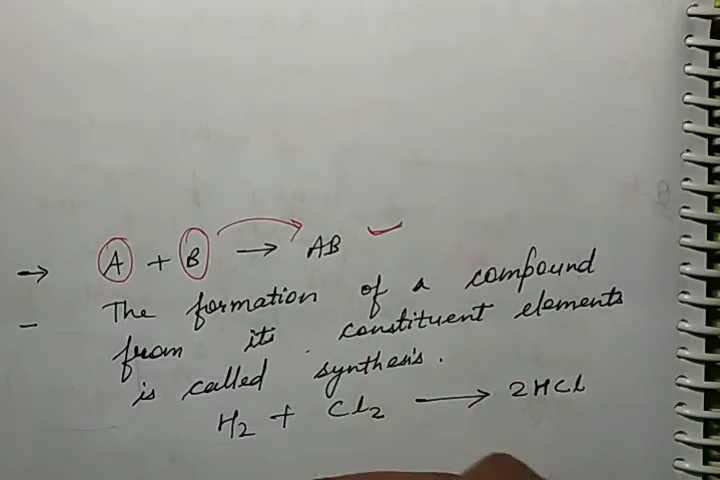 → A + B → AB ✓
– The formation of a compound
from its constituent elements
is called synthesis.
H2 + Cl2 → 2HCl